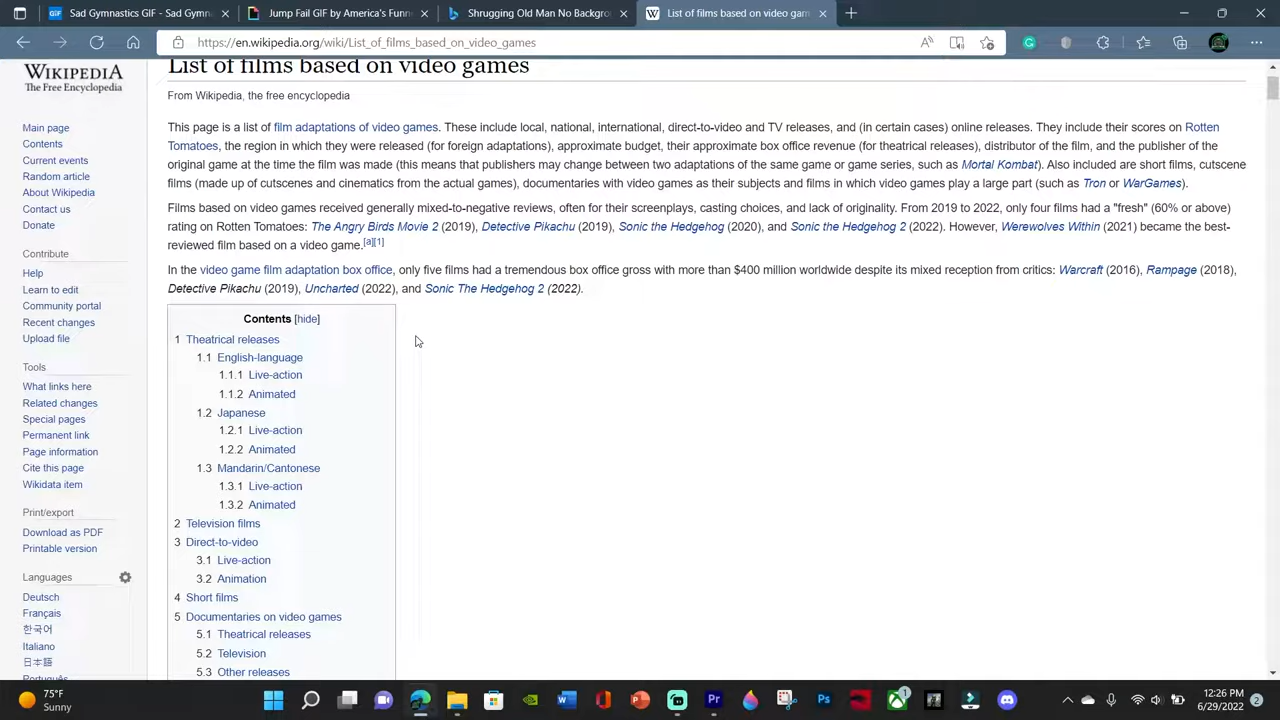 Sad Gymnastics GIF - Sad Gymn
Jump Fail GIF by America's Funn
Shrugging Old Man No Backgrou
List of films based on video gam
https://en.wikipedia.org/wiki/List_of_films_based_on_video_games
WIKIPEDIA
The Free Encyclopedia
Main page
Contents
Current events
Random article
About Wikipedia
Contact us
Donate
Contribute
Help
Learn to edit
Community portal
Recent changes
Upload file
Tools
What links here
Related changes
Special pages
Permanent link
Page information
Cite this page
Wikidata item
Print/export
Download as PDF
Printable version
Languages
Deutsch
Français
한국어
Italiano
日本語
Português
List of films based on video games
From Wikipedia, the free encyclopedia
This page is a list of film adaptations of video games. These include local, national, international, direct-to-video and TV releases, and (in certain cases) online releases. They include their scores on Rotten
Tomatoes, the region in which they were released (for foreign adaptations), approximate budget, their approximate box office revenue (for theatrical releases), distributor of the film, and the publisher of the
original game at the time the film was made (this means that publishers may change between two adaptations of the same game or game series, such as Mortal Kombat). Also included are short films, cutscene
films (made up of cutscenes and cinematics from the actual games), documentaries with video games as their subjects and films in which video games play a large part (such as Tron or WarGames).
Films based on video games received generally mixed-to-negative reviews, often for their screenplays, casting choices, and lack of originality. From 2019 to 2022, only four films had a "fresh" (60% or above)
rating on Rotten Tomatoes: The Angry Birds Movie 2 (2019), Detective Pikachu (2019), Sonic the Hedgehog (2020), and Sonic the Hedgehog 2 (2022). However, Werewolves Within (2021) became the best-
reviewed film based on a video game.[a][1]
In the video game film adaptation box office, only five films had a tremendous box office gross with more than $400 million worldwide despite its mixed reception from critics: Warcraft (2016), Rampage (2018),
Detective Pikachu (2019), Uncharted (2022), and Sonic The Hedgehog 2 (2022).
Contents [hide]
1 Theatrical releases
1.1 English-language
1.1.1 Live-action
1.1.2 Animated
1.2 Japanese
1.2.1 Live-action
1.2.2 Animated
1.3 Mandarin/Cantonese
1.3.1 Live-action
1.3.2 Animated
2 Television films
3 Direct-to-video
3.1 Live-action
3.2 Animation
4 Short films
5 Documentaries on video games
5.1 Theatrical releases
5.2 Television
5.3 Other releases
75°F
Sunny
12:26 PM
6/29/2022